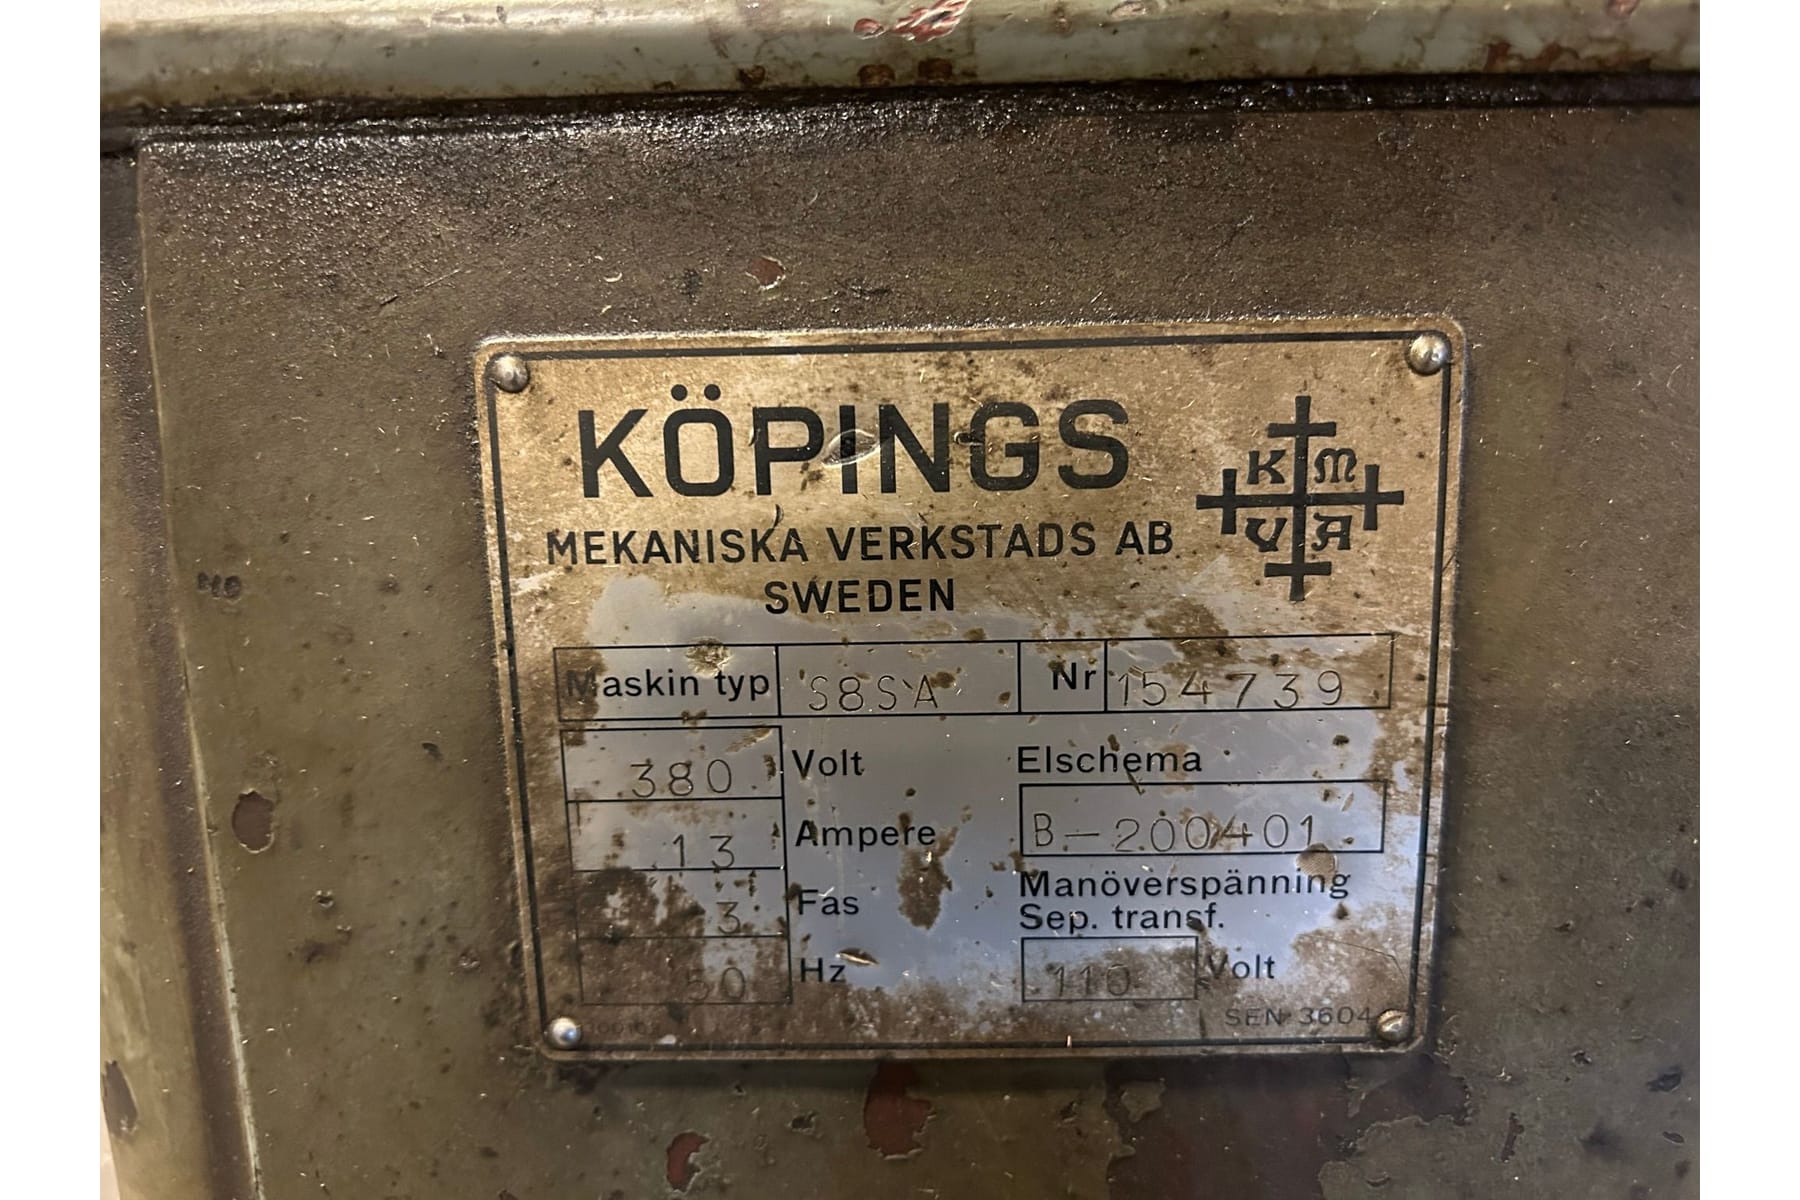 KÖPINGS
MEKANISKA VERKSTADS AB
SWEDEN
K M
V A
Maskin typ S8SA Nr 154739
380 Volt
13 Ampere
3 Fas
50 Hz
Elschema
B-200401
Manöverspänning
Sep. transf.
110 Volt
SEN 3604